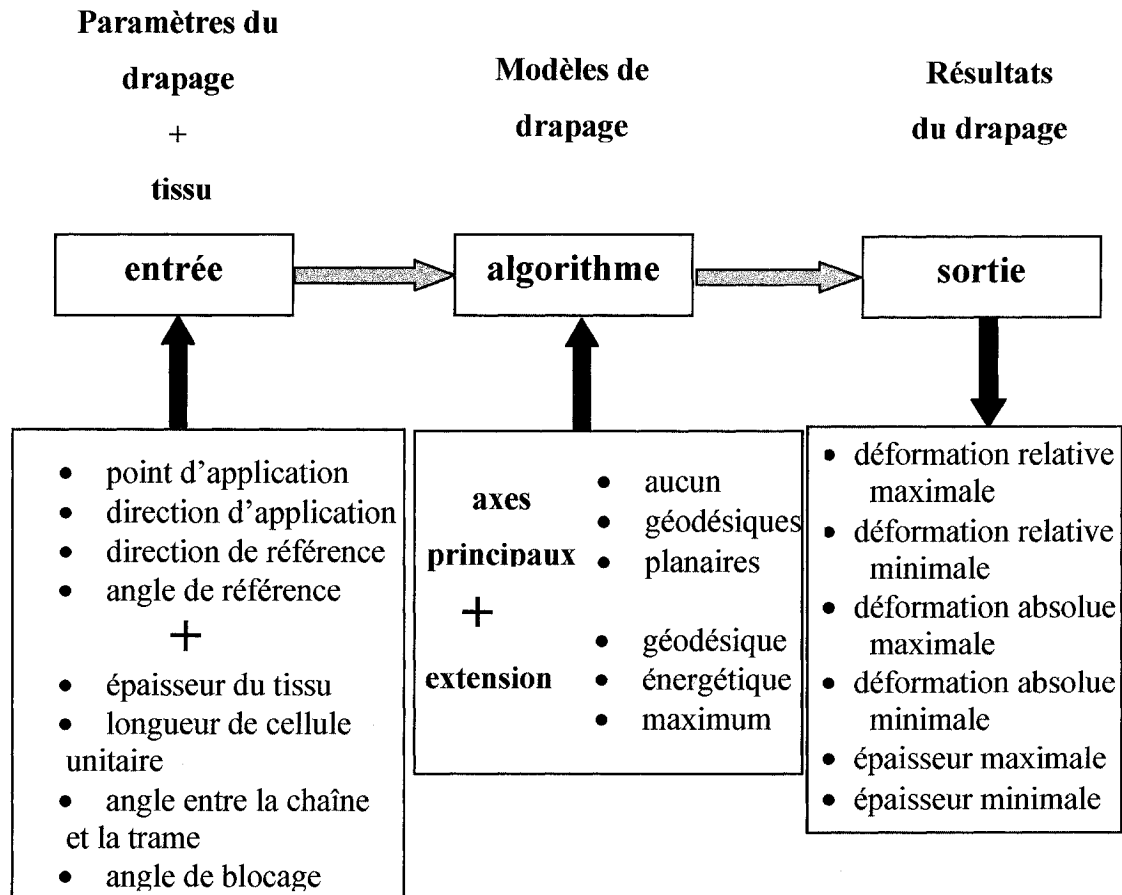 Paramètres du
drapage
+
tissu
Modèles de
drapage
Résultats
du drapage
entrée
algorithme
sortie
• point d'application
• direction d'application
• direction de référence
• angle de référence
+
• épaisseur du tissu
• longueur de cellule
unitaire
• angle entre la chaîne
et la trame
• angle de blocage
axes
principaux
+
extension
• aucun
• géodésiques
• planaires
• géodésique
• énergétique
• maximum
• déformation relative
maximale
• déformation relative
minimale
• déformation absolue
maximale
• déformation absolue
minimale
• épaisseur maximale
• épaisseur minimale